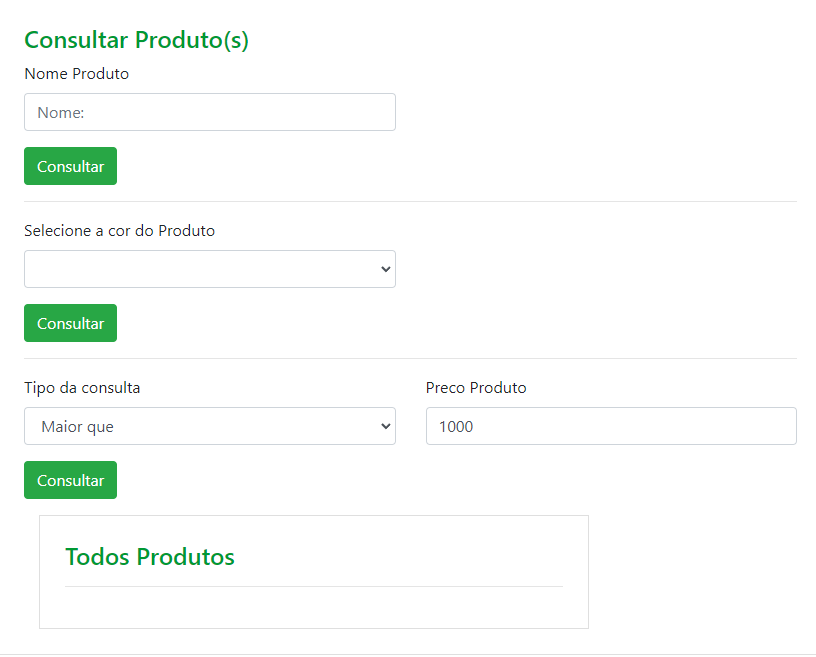 Consultar Produto(s)
Nome Produto
Nome:
Consultar
Selecione a cor do Produto
Consultar
Tipo da consulta
Preco Produto
Maior que
1000
Consultar
Todos Produtos